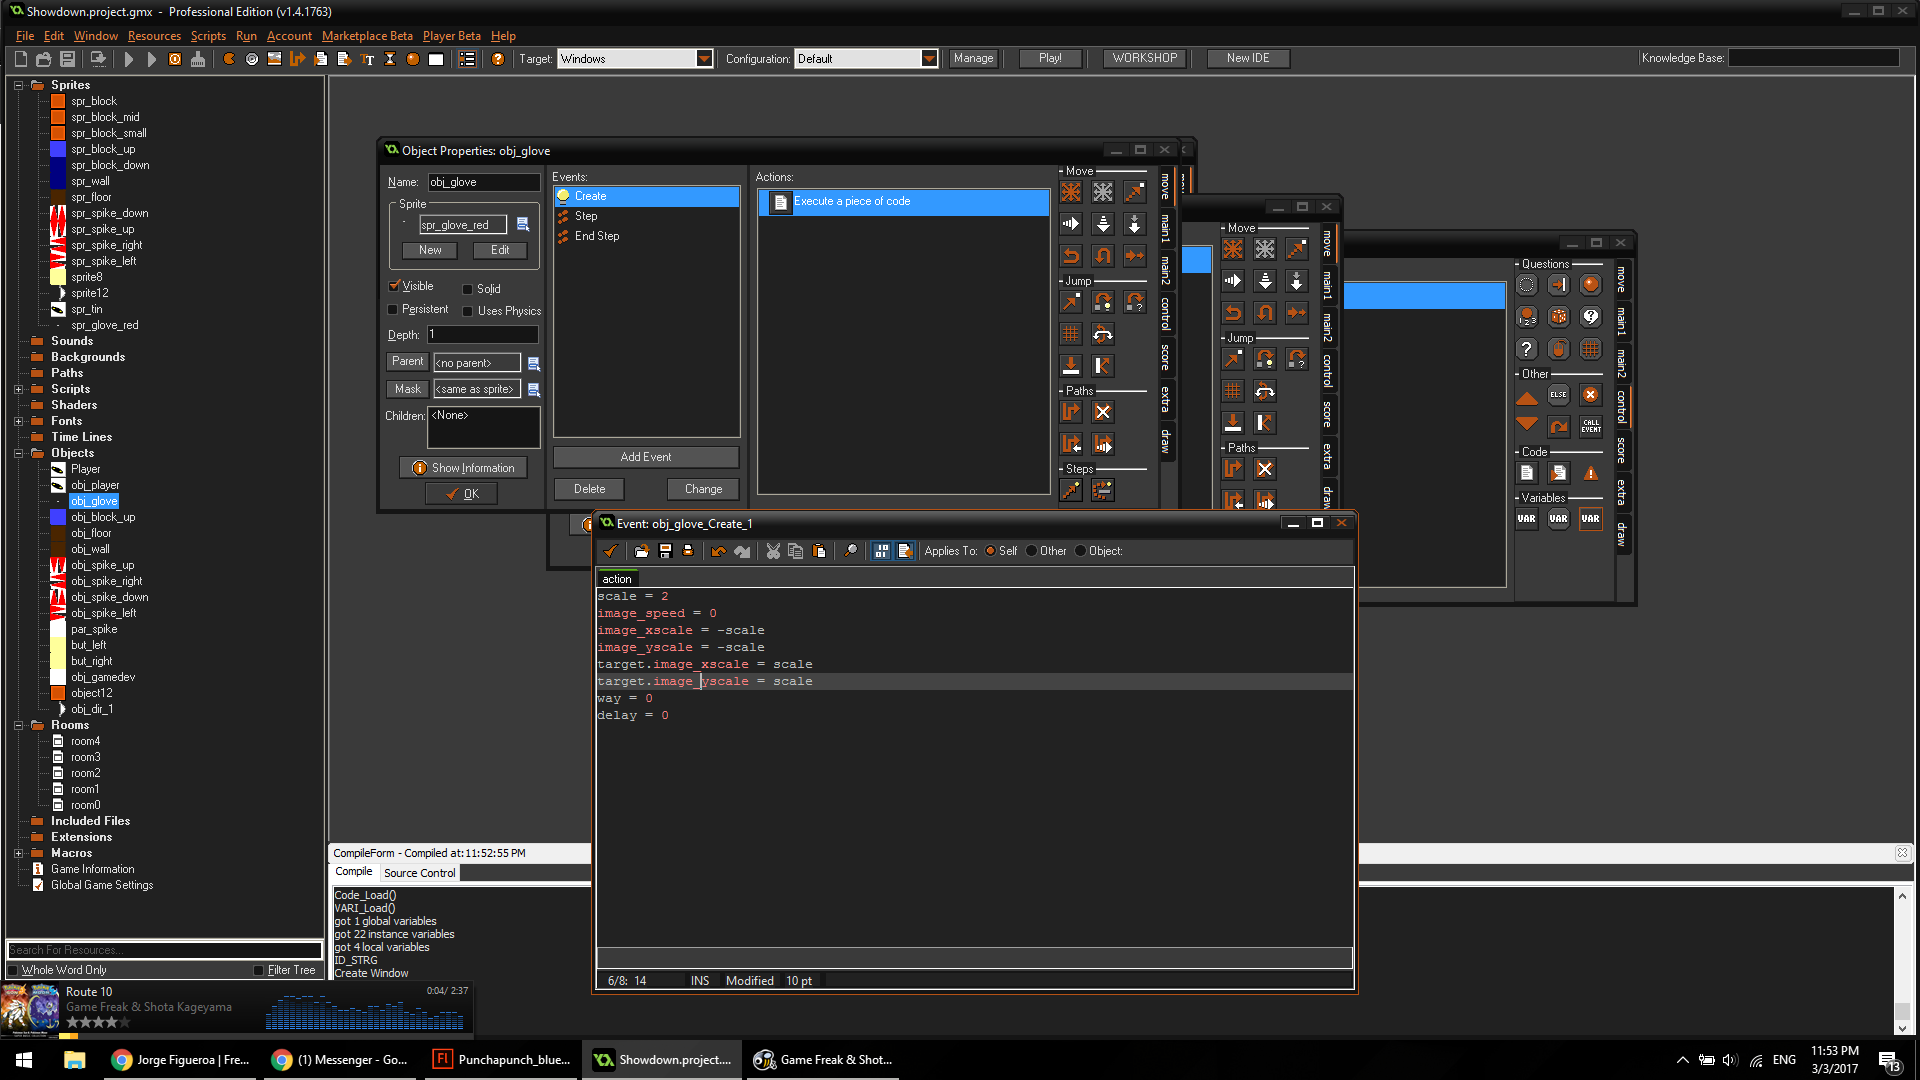 Showdown.project.gmx - Professional Edition (v1.4.1763)
File Edit Window Resources Scripts Run Account Marketplace Beta Player Beta Help
Target: Windows Configuration: Default Manage Play! WORKSHOP New IDE Knowledge Base:
Sprites
spr_block
spr_block_mid
spr_block_small
spr_block_up
spr_block_down
spr_wall
spr_floor
spr_spike_down
spr_spike_up
spr_spike_right
spr_spike_left
sprite8
sprite12
spr_tin
spr_glove_red
Sounds
Backgrounds
Paths
Scripts
Shaders
Fonts
Time Lines
Objects
Player
obj_player
obj_glove
obj_block_up
obj_floor
obj_wall
obj_spike_up
obj_spike_right
obj_spike_down
obj_spike_left
par_spike
but_left
but_right
obj_gamedev
object12
obj_dir_1
Rooms
room4
room3
room2
room1
room0
Included Files
Extensions
Macros
Game Information
Global Game Settings
Search For Resources...
Whole Word Only Filter Tree
Object Properties: obj_glove
Name: obj_glove
Sprite
spr_glove_red
New Edit
Visible Solid
Persistent Uses Physics
Depth: 1
Parent <no parent>
Mask <same as sprite>
Children: <None>
Show Information
OK
Events:
Create
Step
End Step
Add Event
Delete Change
Actions:
Execute a piece of code
Move
Jump
Paths
Steps
move
main1
main2
control
score
extra
draw
Move
Jump
Paths
move
main1
main2
control
score
extra
draw
Questions
Other
ELSE
CALL EVENT
Code
Variables
VAR VAR VAR
move
main1
main2
control
score
extra
draw
Event: obj_glove_Create_1
Applies To: Self Other Object:
action
scale = 2
image_speed = 0
image_xscale = -scale
image_yscale = -scale
target.image_xscale = scale
target.image_yscale = scale
way = 0
delay = 0
6/8: 14 INS Modified 10 pt
CompileForm - Compiled at:11:52:55 PM
Compile Source Control
Code_Load()
VARI_Load()
got 1 global variables
got 22 instance variables
got 4 local variables
ID_STRG
Create Window
Route 10 0:04/ 2:37
Game Freak & Shota Kageyama
Jorge Figueroa | Fre...
(1) Messenger - Go...
Punchapunch_blue...
Showdown.project....
Game Freak & Shot...
ENG
11:53 PM
3/3/2017
13